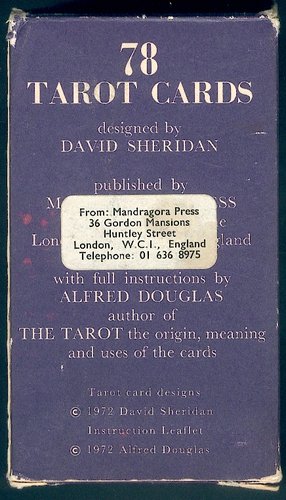 78
TAROT CARDS
designed by
DAVID SHERIDAN
published by
From: Mandragora Press
36 Gordon Mansions
Huntley Street
London, W.C.1., England
Telephone: 01 636 8975
with full instructions by
ALFRED DOUGLAS
author of
THE TAROT the origin, meaning
and uses of the cards
Tarot card designs
© 1972 David Sheridan
Instruction Leaflet
© 1972 Alfred Douglas